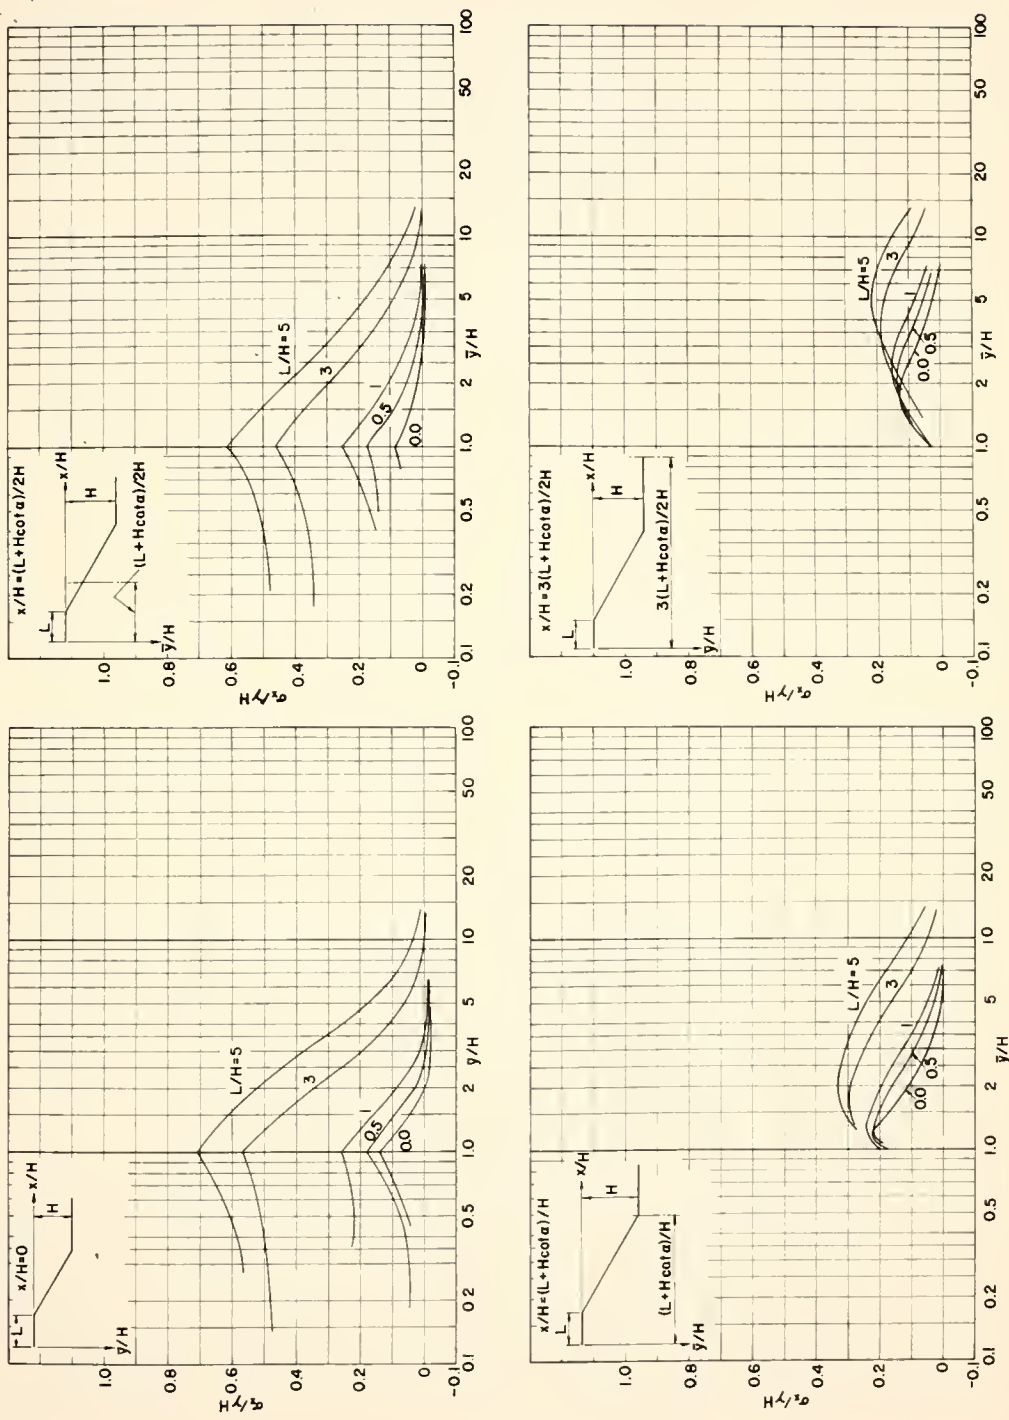 L
x/H=0
x/H
H
ȳ/H
1.0
0.8
0.6
0.4
0.2
0
-0.1
σₓ/γH
L/H=5
3
1
0.5
0.0
0.1 0.2 0.5 1.0 2 5 10 20 50 100
ȳ/H
x/H=(L+Hcotα)/2H
L
x/H
H
(L+Hcotα)/2H
ȳ/H
1.0
0.8
0.6
0.4
0.2
0
-0.1
σₓ/γH
L/H=5
3
1
0.5
0.0
0.1 0.2 0.5 1.0 2 5 10 20 50 100
ȳ/H
x/H=(L+Hcotα)/H
L
x/H
H
(L+Hcotα)/H
ȳ/H
1.0
0.8
0.6
0.4
0.2
0
-0.1
σₓ/γH
L/H=5
3
1
0.0
0.5
0.1 0.2 0.5 1.0 2 5 10 20 50 100
ȳ/H
x/H=3(L+Hcotα)/2H
L
x/H
H
3(L+Hcotα)/2H
ȳ/H
1.0
0.8
0.6
0.4
0.2
0
-0.1
σₓ/γH
L/H=5
3
1
0.0
0.5
0.1 0.2 0.5 1.0 2 5 10 20 50 100
ȳ/H